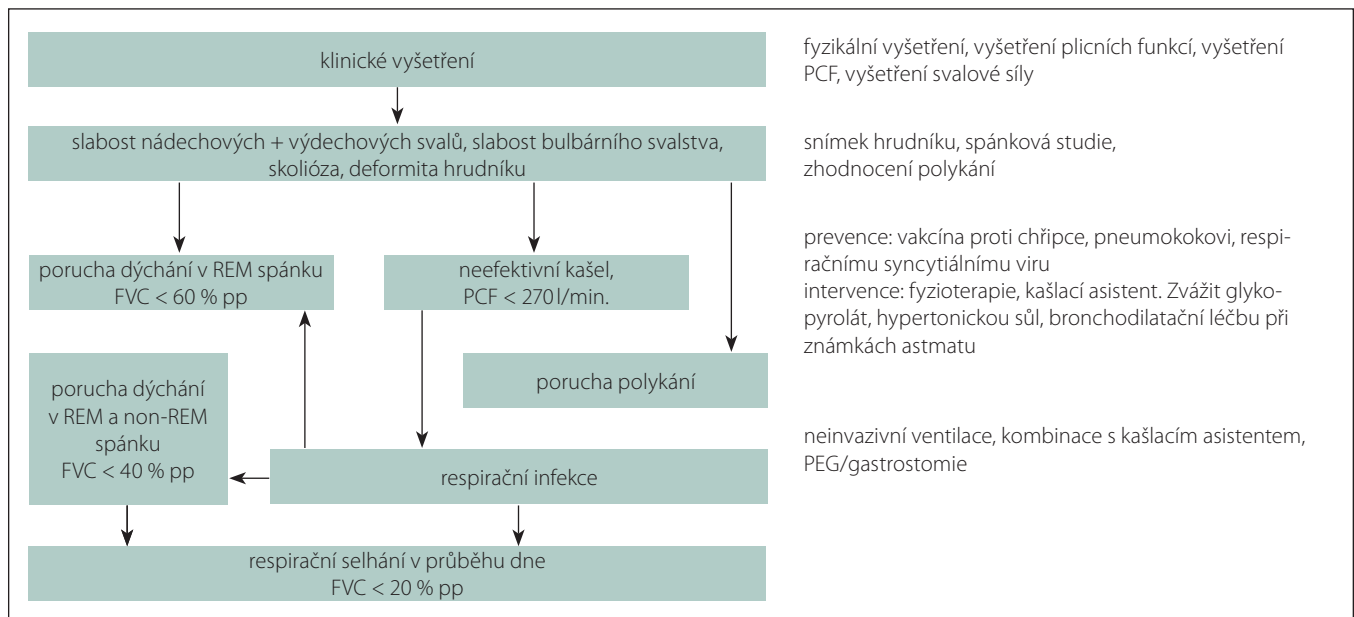 klinické vyšetření
fyzikální vyšetření, vyšetření plicních funkcí, vyšetření
PCF, vyšetření svalové síly
slabost nádechových + výdechových svalů, slabost bulbárního svalstva,
skolióza, deformita hrudníku
snímek hrudníku, spánková studie,
zhodnocení polykání
porucha dýchání v REM spánku
FVC < 60 % pp
neefektivní kašel,
PCF < 270 l/min.
prevence: vakcína proti chřipce, pneumokokovi, respi-
račnímu syncytiálnímu viru
intervence: fyzioterapie, kašlací asistent. Zvážit glyko-
pyrolát, hypertonickou sůl, bronchodilatační léčbu při
známkách astmatu
porucha polykání
porucha dýchání
v REM a non-REM
spánku
FVC < 40 % pp
respirační infekce
neinvazivní ventilace, kombinace s kašlacím asistentem,
PEG/gastrostomie
respirační selhání v průběhu dne
FVC < 20 % pp